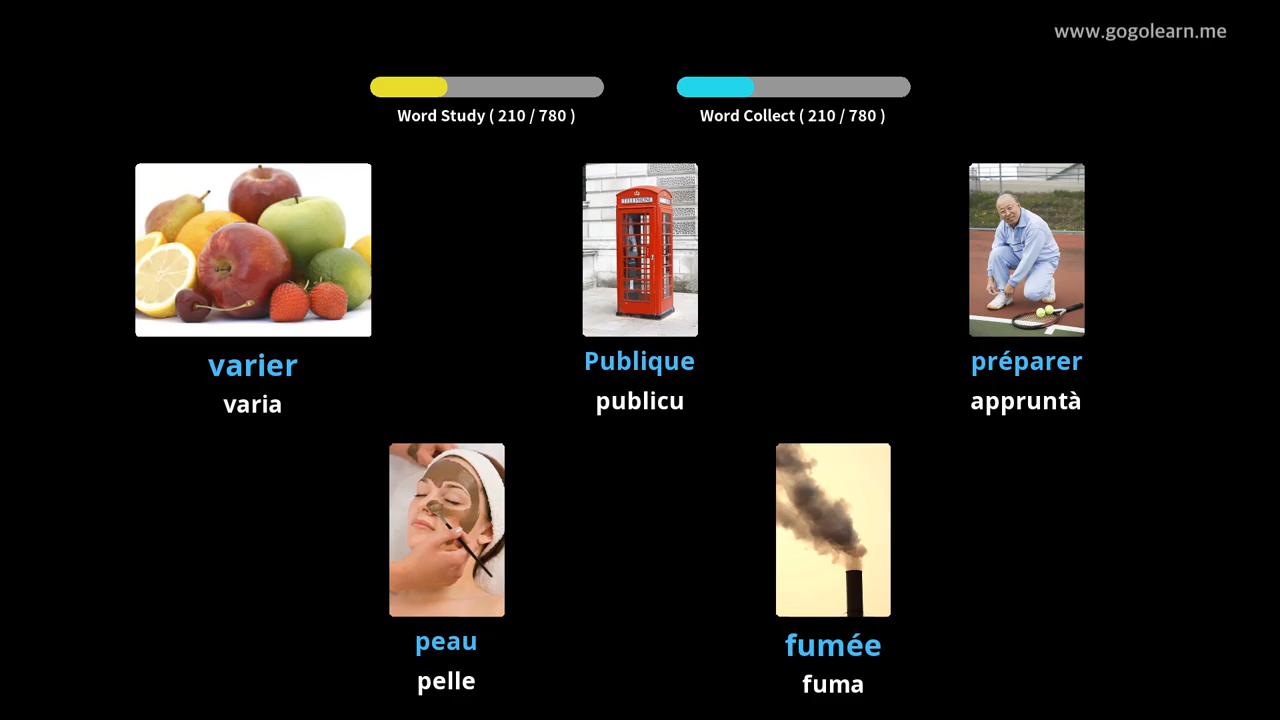 www.gogolearn.me
Word Study ( 210 / 780 )
Word Collect ( 210 / 780 )
TELEPHONE
varier
varia
Publique
publicu
préparer
appruntà
peau
pelle
fumée
fuma